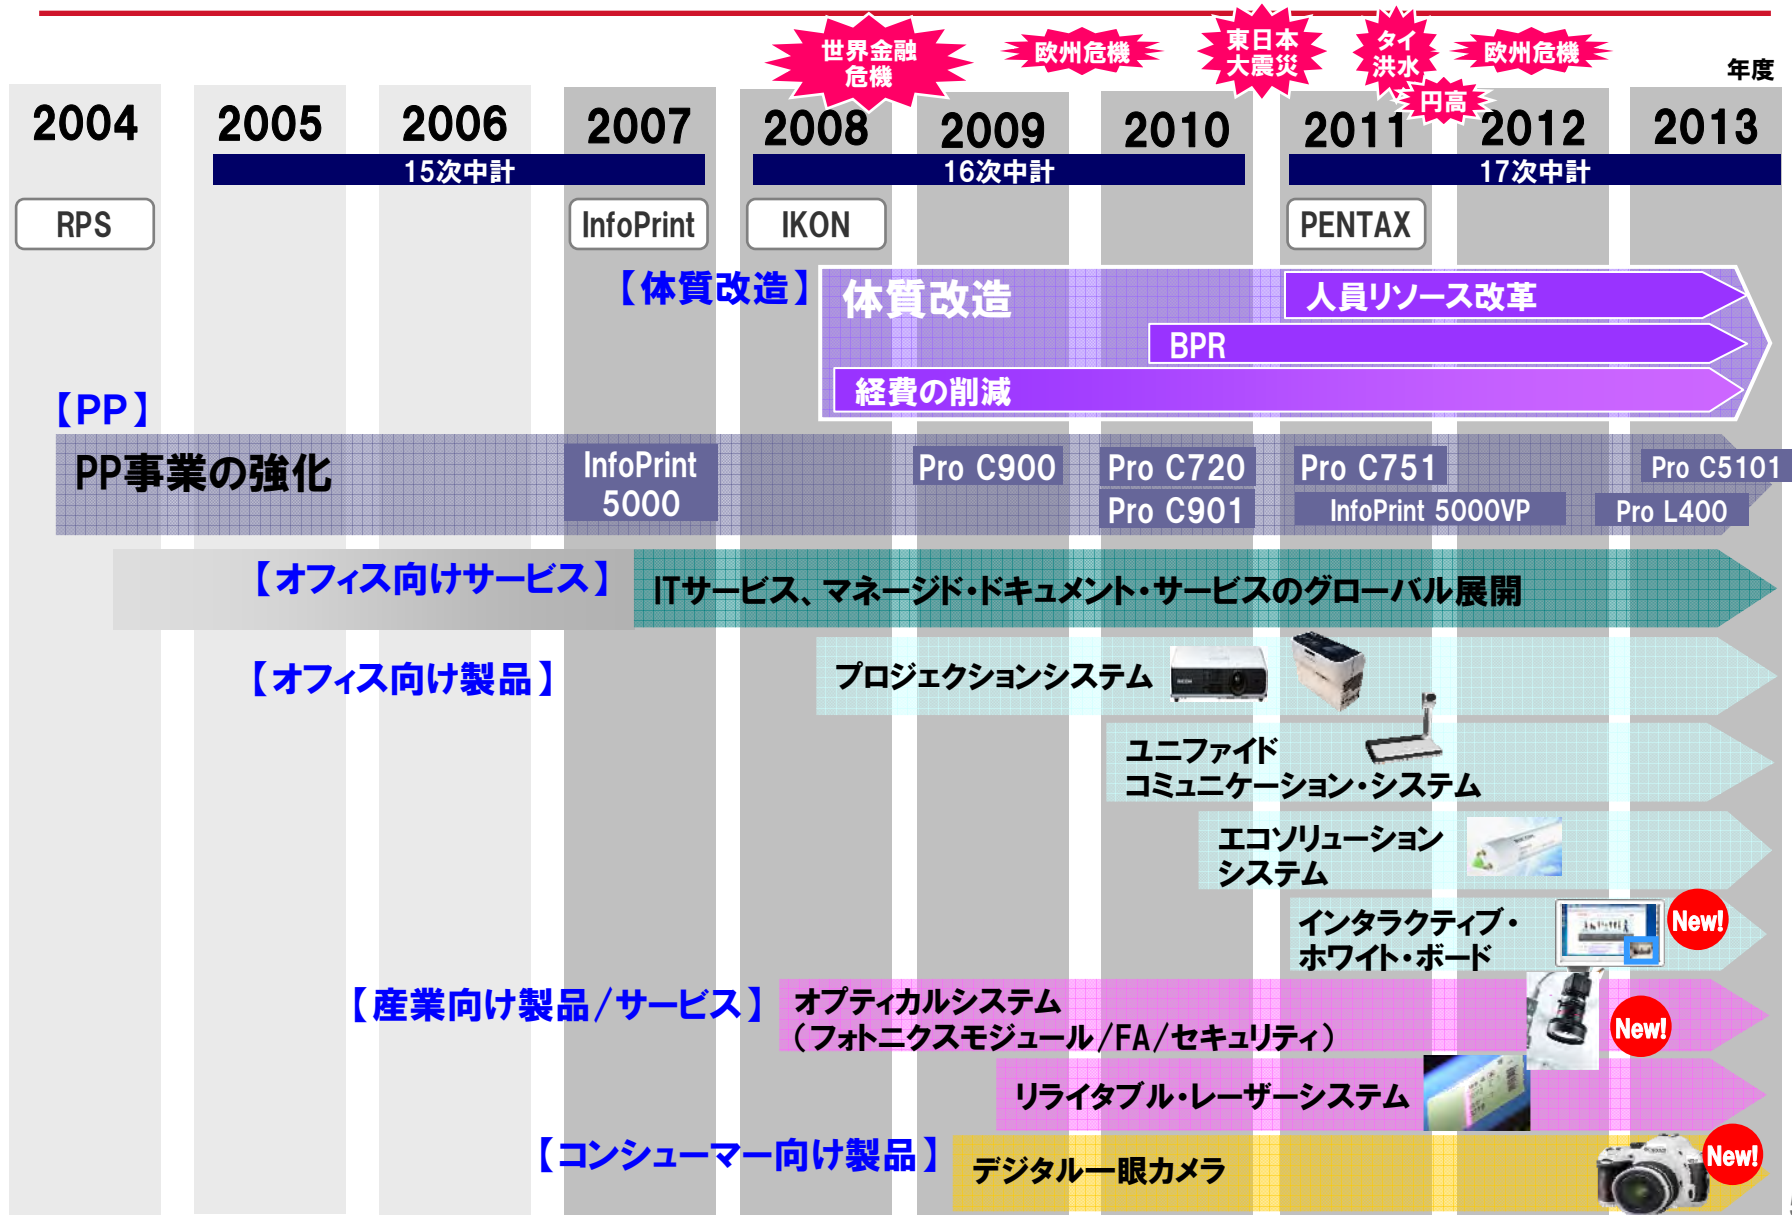 世界金融
危機
欧州危機
東日本
大震災
タイ
洪水
円高
欧州危機
年度
2004
2005
2006
2007
2008
2009
2010
2011
2012
2013
15次中計
16次中計
17次中計
RPS
InfoPrint
IKON
PENTAX
【体質改造】
体質改造
人員リソース改革
BPR
経費の削減
【PP】
PP事業の強化
InfoPrint
5000
Pro C900
Pro C720
Pro C901
Pro C751
InfoPrint 5000VP
Pro C5101
Pro L400
【オフィス向けサービス】
ITサービス、マネージド・ドキュメント・サービスのグローバル展開
【オフィス向け製品】
プロジェクションシステム
ユニファイド
コミュニケーション・システム
エコソリューション
システム
インタラクティブ・
ホワイト・ボード
New!
【産業向け製品/サービス】
オプティカルシステム
（フォトニクスモジュール/FA/セキュリティ）
New!
リライタブル・レーザーシステム
【コンシューマー向け製品】
デジタル一眼カメラ
New!